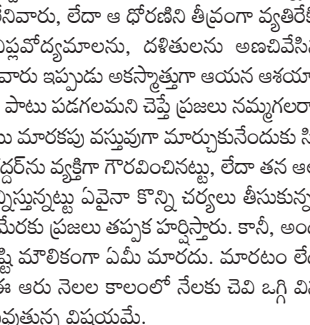 నివారు, లేదా ఆ ధోరణిని తీవ్రంగా వ్యతిరేక
ప్లవోద్యమాలను, దళితులను అణచివేసి
వారు ఇప్పుడు అకస్మాత్తుగా ఆయన ఆశయా
పాటు పడగలమని చెప్తే ప్రజలు నమ్మగలరా
మారకపు వస్తువుగా మార్చుకునేందుకు సి
ద్దర్‌ను వ్యక్తిగా గౌరవించినట్టు, లేదా తన ఆ
న్నిస్తున్నట్టు ఏవైనా కొన్ని చర్యలు తీసుకున్న
మేరకు ప్రజలు తప్పక హర్షిస్తారు. కానీ, అం
ష్టి మౌలికంగా ఏమీ మారదు. మారటం లే
ఈ ఆరు నెలల కాలంలో నేలకు చెవి ఒగ్గి వి
వుతున్న విషయమే.